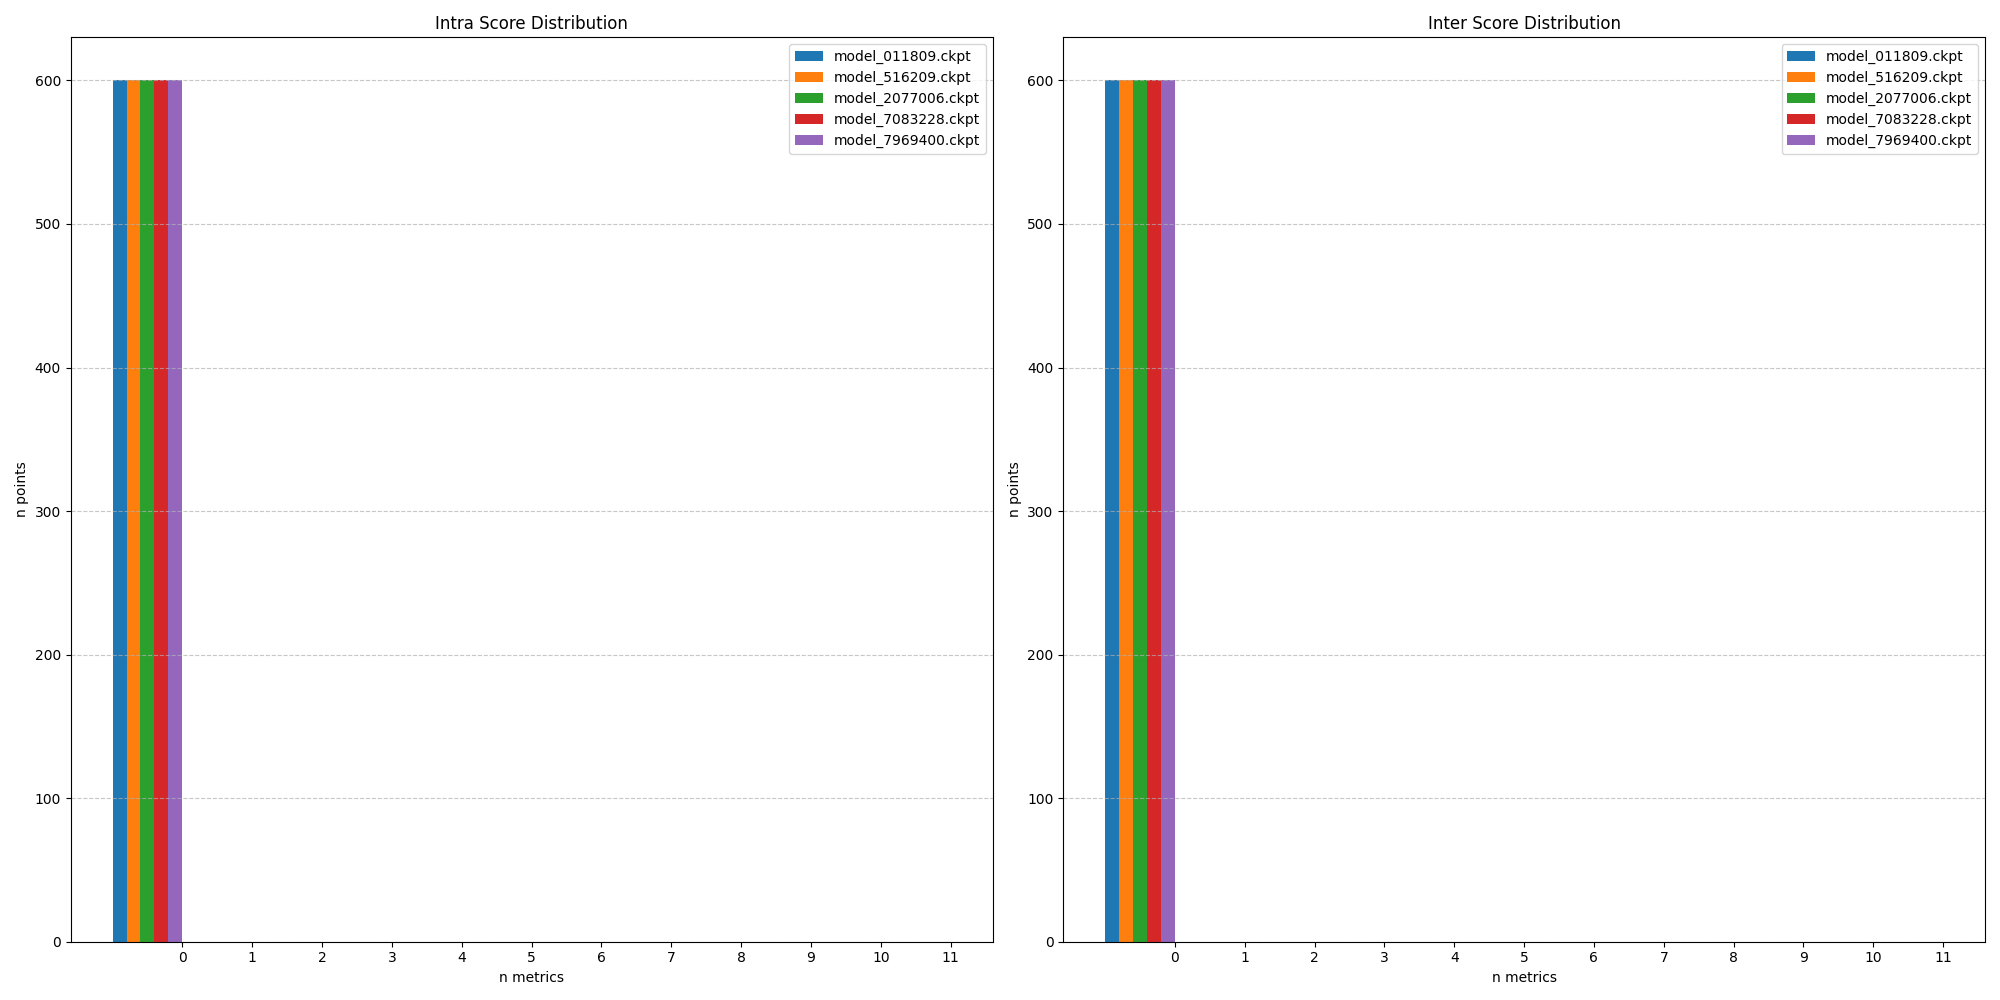 Intra Score Distribution
model_011809.ckpt
model_516209.ckpt
model_2077006.ckpt
model_7083228.ckpt
model_7969400.ckpt
600
500
400
300
200
100
0
n points
0 1 2 3 4 5 6 7 8 9 10 11
n metrics
Inter Score Distribution
model_011809.ckpt
model_516209.ckpt
model_2077006.ckpt
model_7083228.ckpt
model_7969400.ckpt
600
500
400
300
200
100
0
n points
0 1 2 3 4 5 6 7 8 9 10 11
n metrics